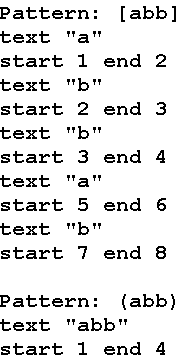 Pattern: [abb]
text "a"
start 1 end 2
text "b"
start 2 end 3
text "b"
start 3 end 4
text "a"
start 5 end 6
text "b"
start 7 end 8

Pattern: (abb)
text "abb"
start 1 end 4